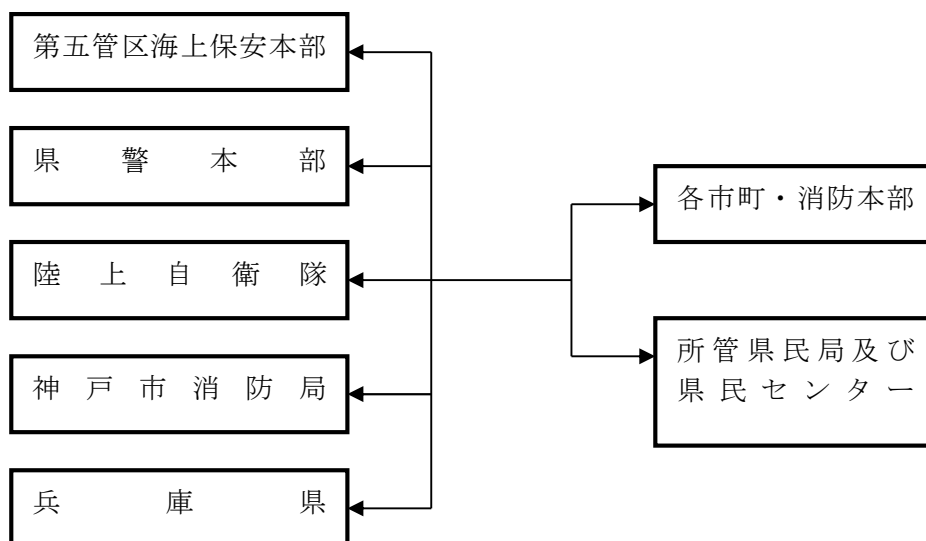 第五管区海上保安本部
県警本部
陸上自衛隊
神戸市消防局
兵庫県
各市町・消防本部
所管県民局及び
県民センター